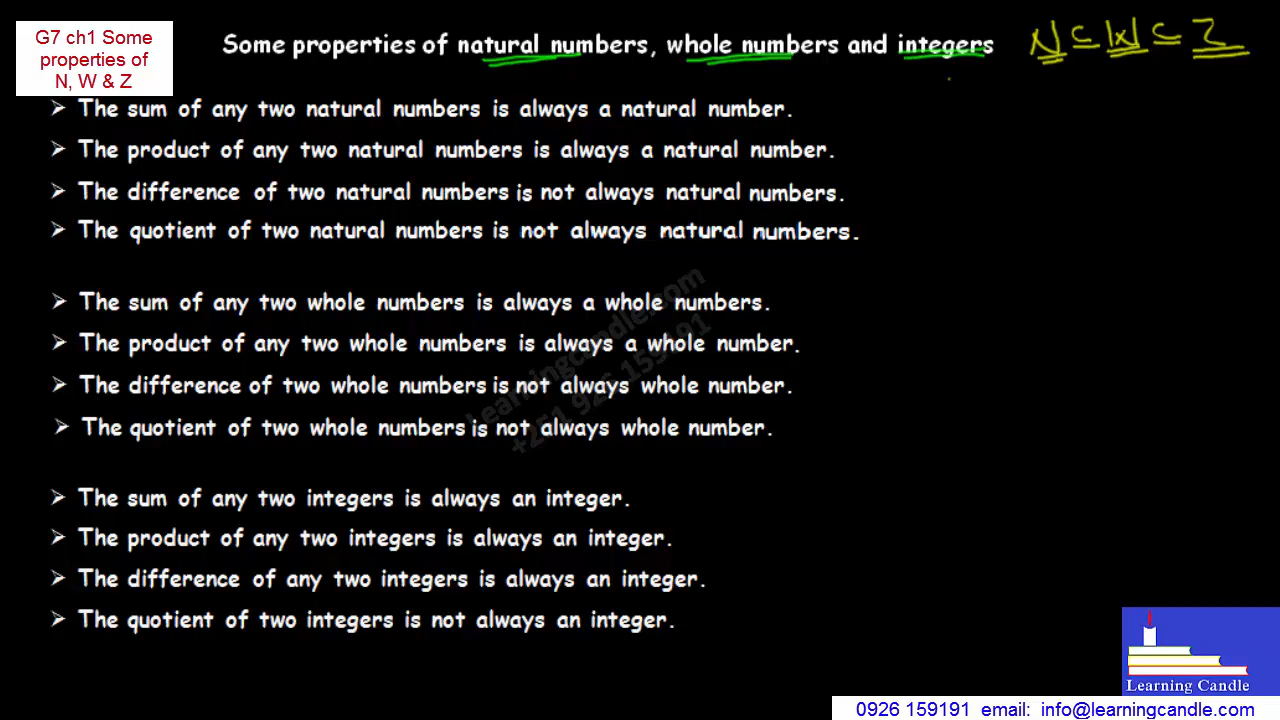 G7 ch1 Some
properties of
N, W & Z
Some properties of natural numbers, whole numbers and integers
N ⊆ W ⊆ Z
➢ The sum of any two natural numbers is always a natural number.
➢ The product of any two natural numbers is always a natural number.
➢ The difference of two natural numbers is not always natural numbers.
➢ The quotient of two natural numbers is not always natural numbers.
➢ The sum of any two whole numbers is always a whole numbers.
➢ The product of any two whole numbers is always a whole number.
➢ The difference of two whole numbers is not always whole number.
➢ The quotient of two whole numbers is not always whole number.
➢ The sum of any two integers is always an integer.
➢ The product of any two integers is always an integer.
➢ The difference of any two integers is always an integer.
➢ The quotient of two integers is not always an integer.
Learningcandle.com
+251 926 159191
Learning Candle
0926 159191 email: info@learningcandle.com